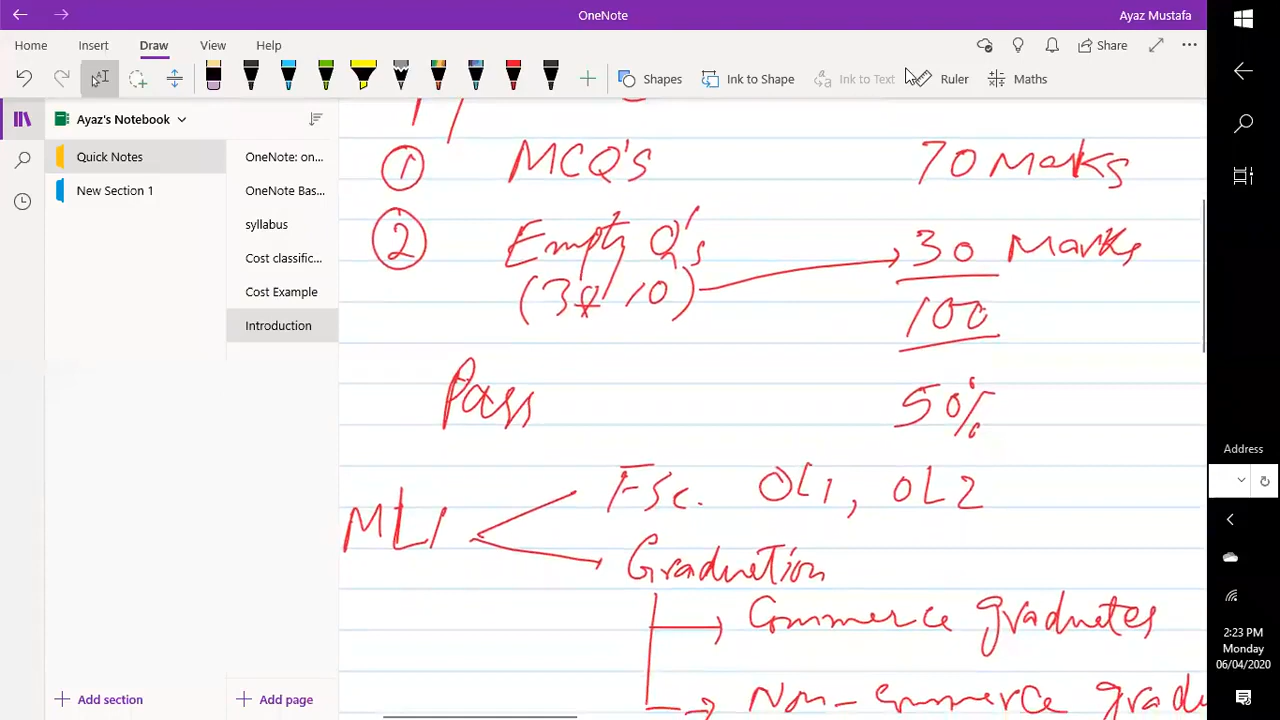 OneNote
Ayaz Mustafa
Home Insert Draw View Help
Share
Shapes Ink to Shape Ink to Text Ruler Maths
Ayaz's Notebook
Quick Notes
New Section 1
OneNote: on...
OneNote Bas...
syllabus
Cost classific...
Cost Example
Introduction
① MCQ's 70 Marks
② Empty Q's 30 Marks
(3* 10)
100
Pass 50%
FSc. OL1, OL2
ML1
Graduation
Commerce graduates
Non-commerce gradu
Add section
Add page
Address
2:23 PM
Monday
06/04/2020